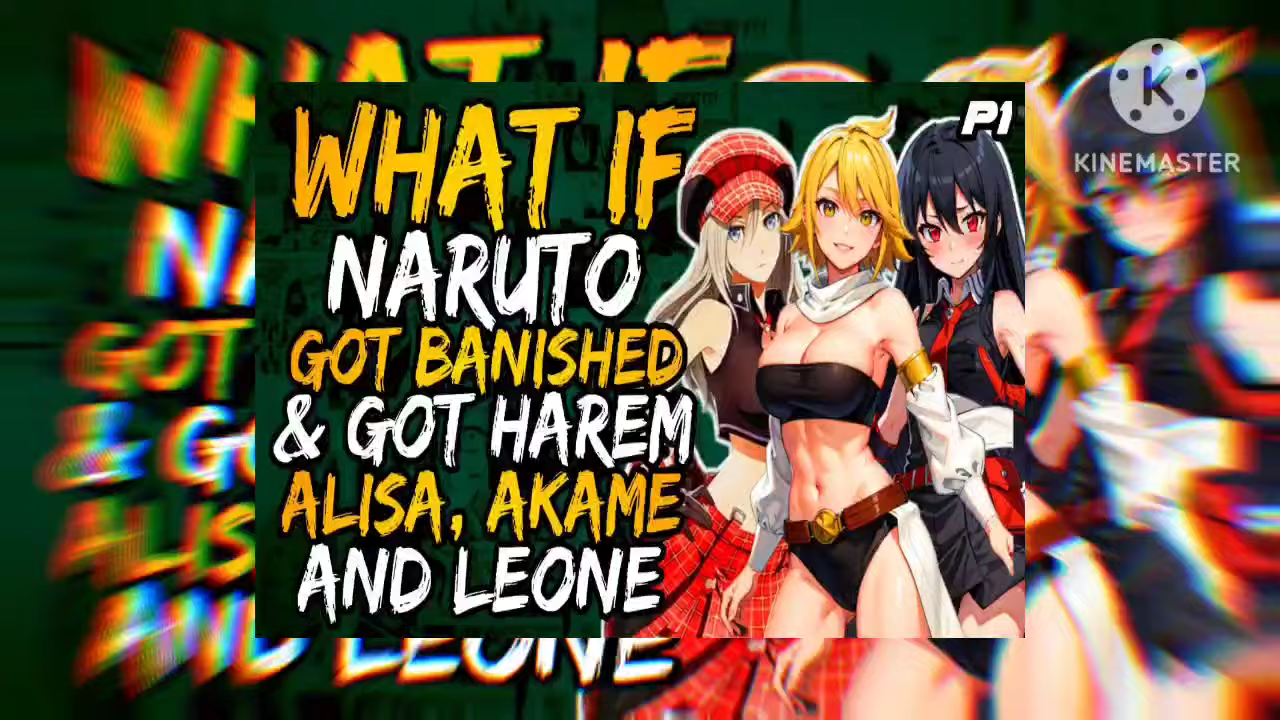 WHAT IF
P1
NARUTO
GOT BANISHED
& GOT HAREM
ALISA, AKAME
AND LEONE
K
KINEMASTER